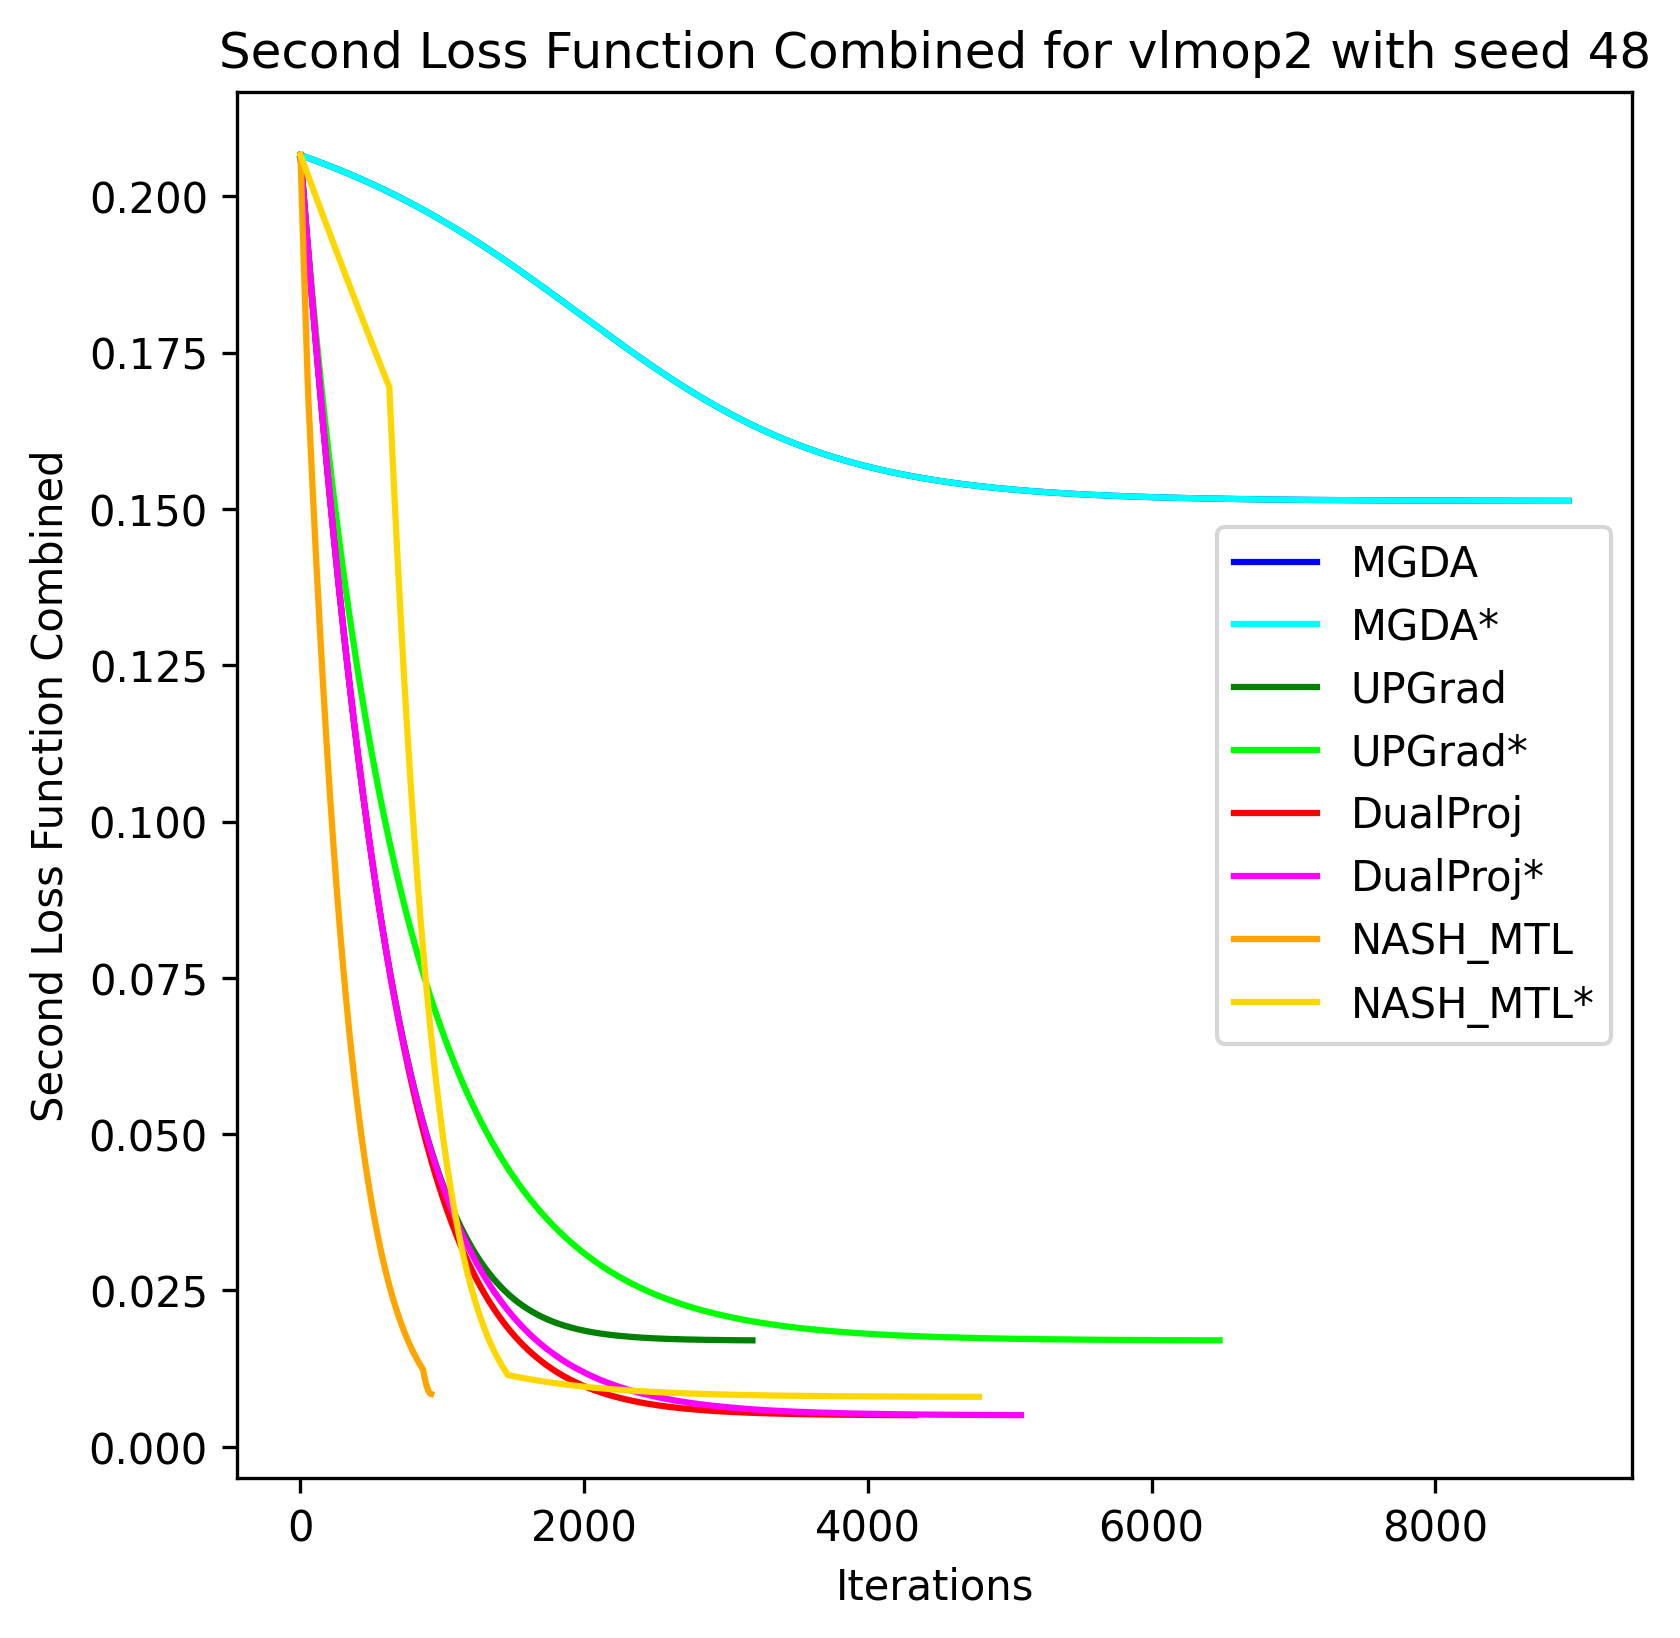 Second Loss Function Combined for vlmop2 with seed 48
Second Loss Function Combined
0.200
0.175
0.150
0.125
0.100
0.075
0.050
0.025
0.000
MGDA
MGDA*
UPGrad
UPGrad*
DualProj
DualProj*
NASH_MTL
NASH_MTL*
0 2000 4000 6000 8000
Iterations